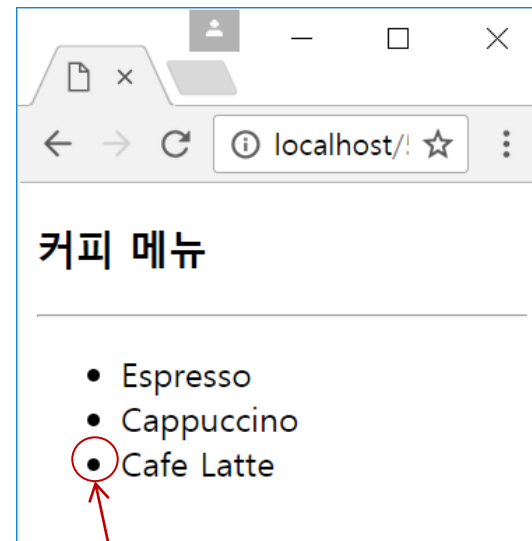 localhost/
커피 메뉴
Espresso
Cappuccino
Cafe Latte